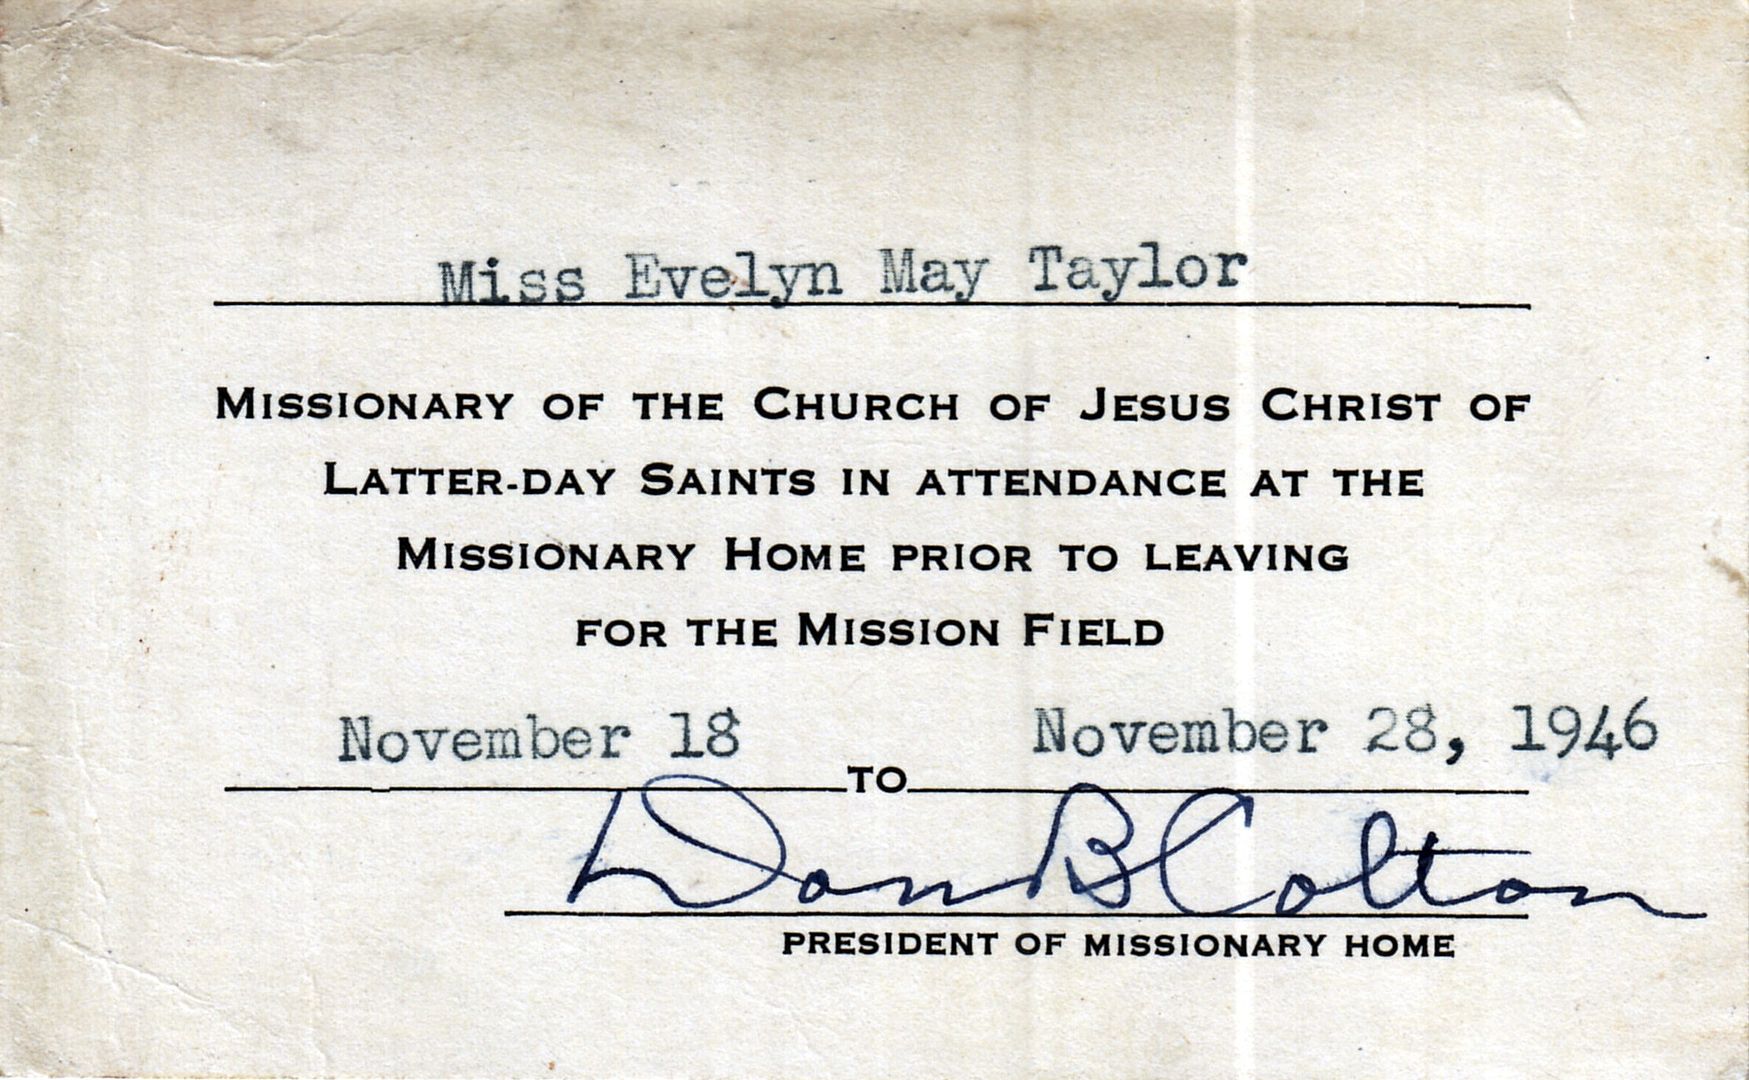 Miss Evelyn May Taylor
Missionary of the Church of Jesus Christ of
Latter-day Saints in attendance at the
Missionary Home prior to leaving
for the Mission Field
November 18 to November 28, 1946
Don B Colton
President of Missionary Home